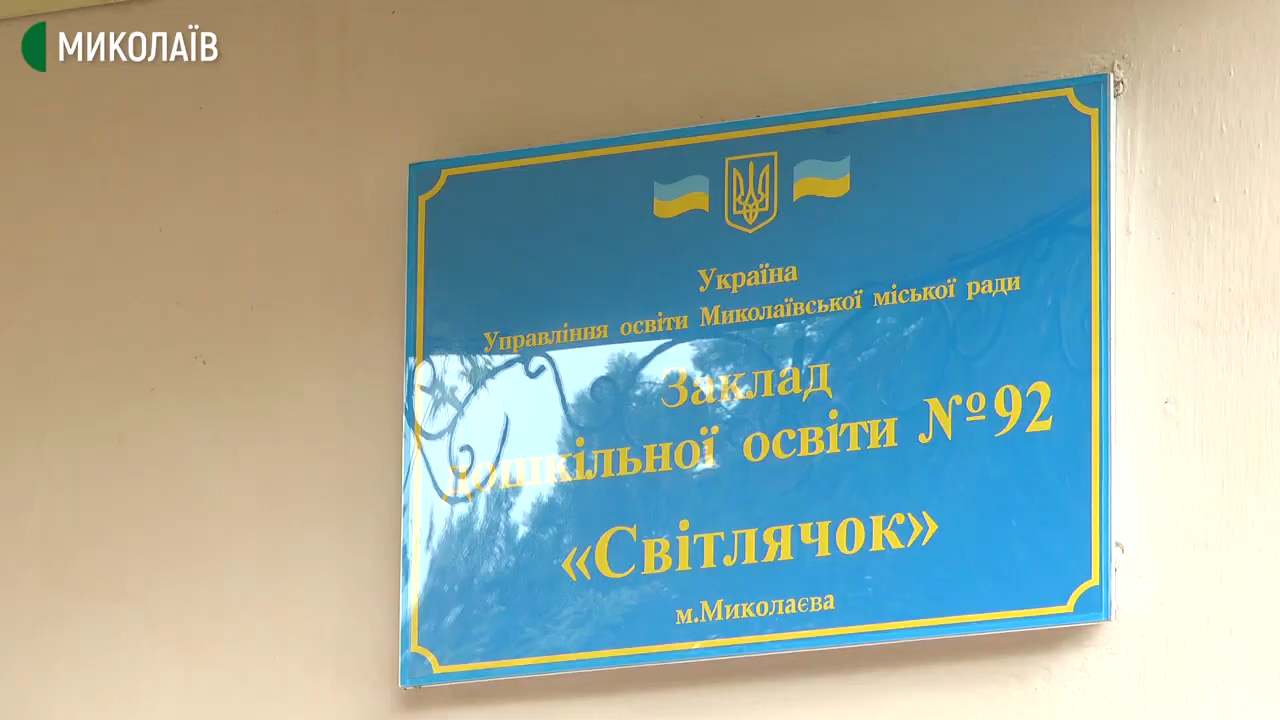 МИКОЛАЇВ
Україна
Управління освіти Миколаївської міської ради
Заклад
дошкільної освіти №92
«Світлячок»
м.Миколаєва